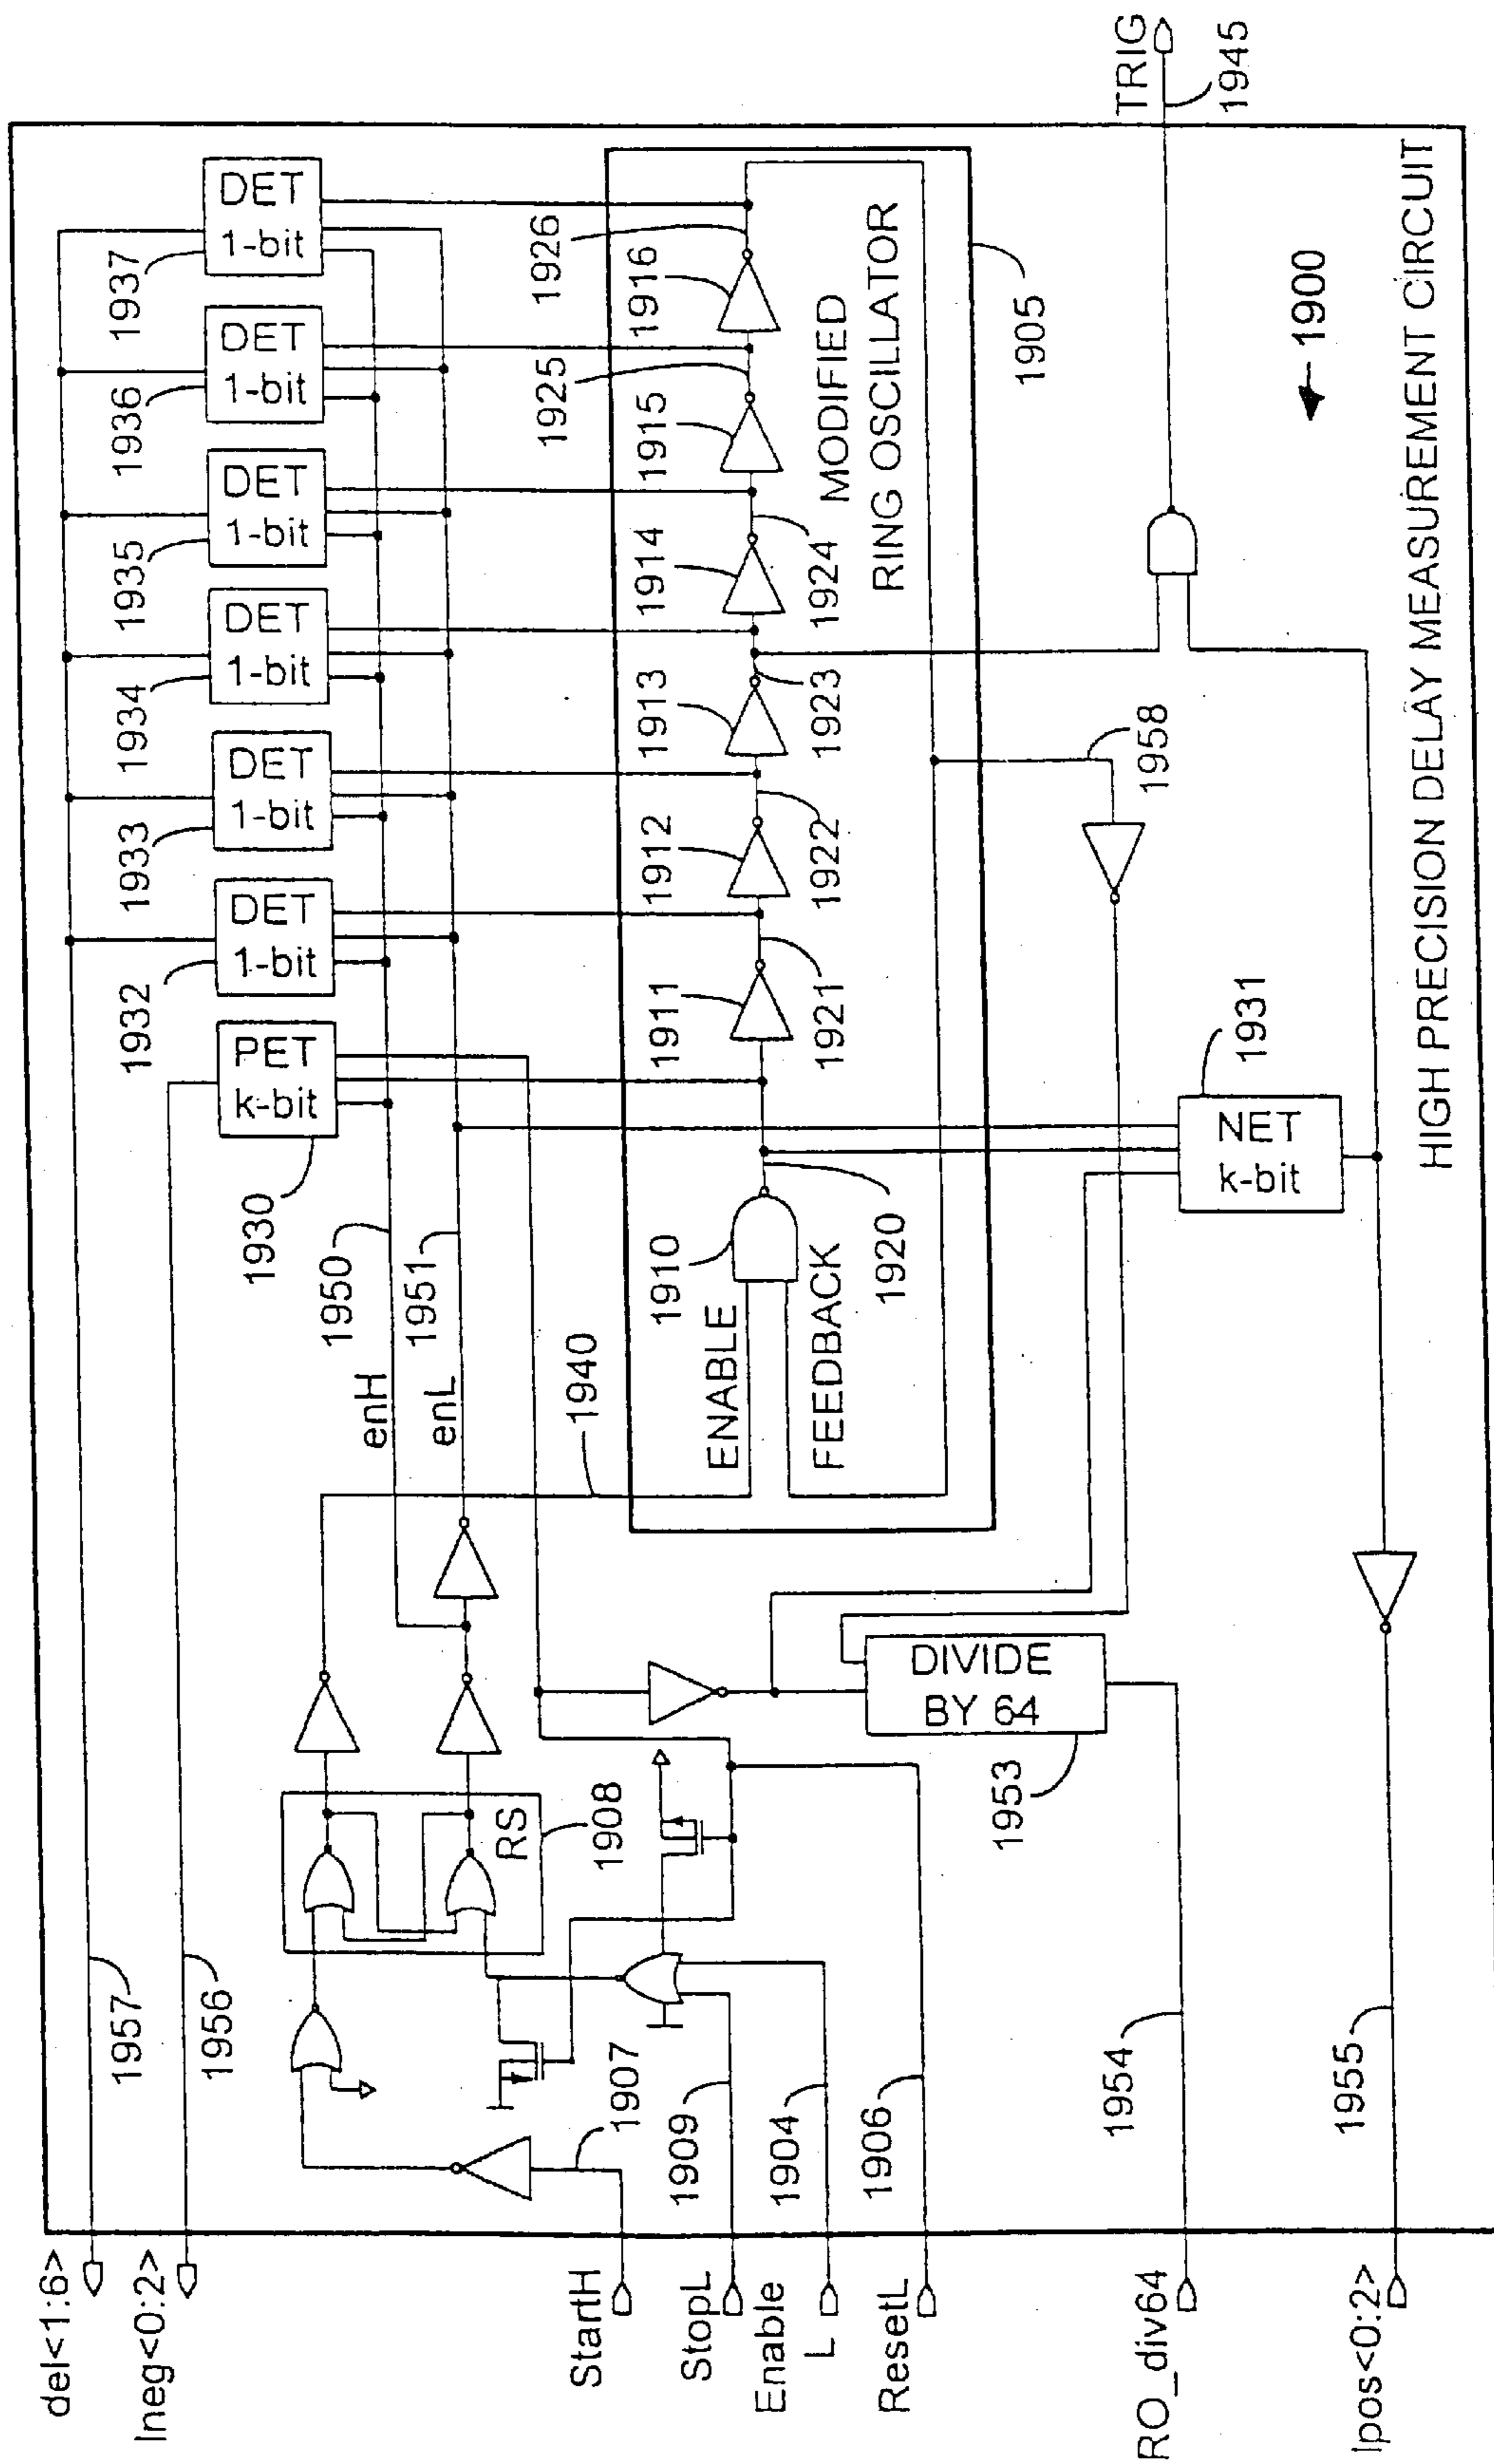 del<1:6>
Ineg<0:2>
StartH
StopL
Enable
L
ResetL
RO_div64
Ipos<0:2>
1957
1956
1907
1909
1904
1906
1954
1955
RS
1908
DIVIDE
BY 64
1953
enH
enL
1950
1951
1940
1930
PET
k-bit
1932
DET
1-bit
1933
DET
1-bit
1934
DET
1-bit
1935
DET
1-bit
1936
DET
1-bit
1937
DET
1-bit
ENABLE
FEEDBACK
1910
1920
1911
1921
1912
1922
1913
1923
1914
1924
1915
1925
1916
1926
MODIFIED
RING OSCILLATOR
1905
1958
1931
NET
k-bit
TRIG
1945
1900
HIGH PRECISION DELAY MEASUREMENT CIRCUIT